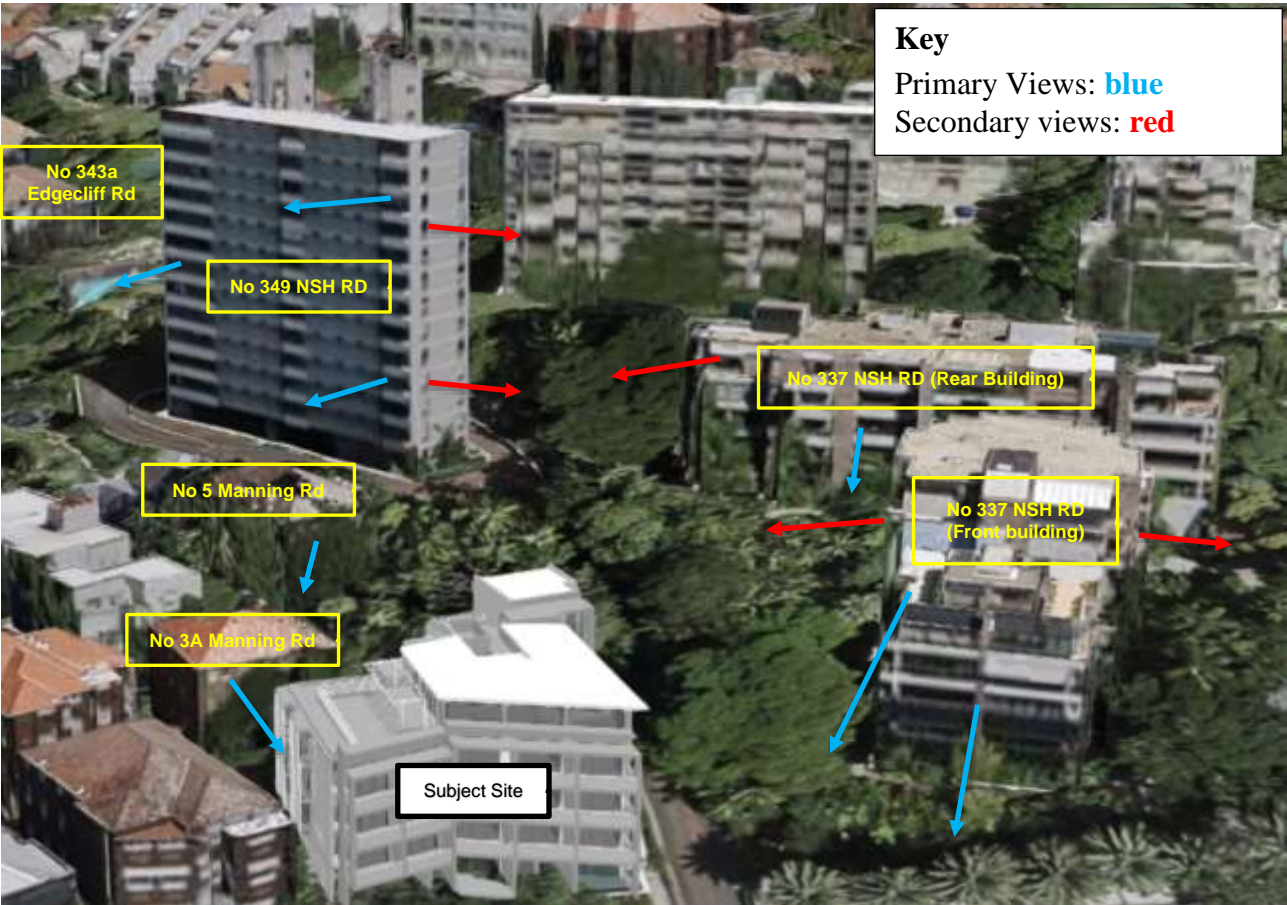 Key
Primary Views: blue
Secondary views: red
No 343a
Edgecliff Rd
No 349 NSH RD
No 337 NSH RD (Rear Building)
No 5 Manning Rd
No 337 NSH RD
(Front building)
No 3A Manning Rd
Subject Site